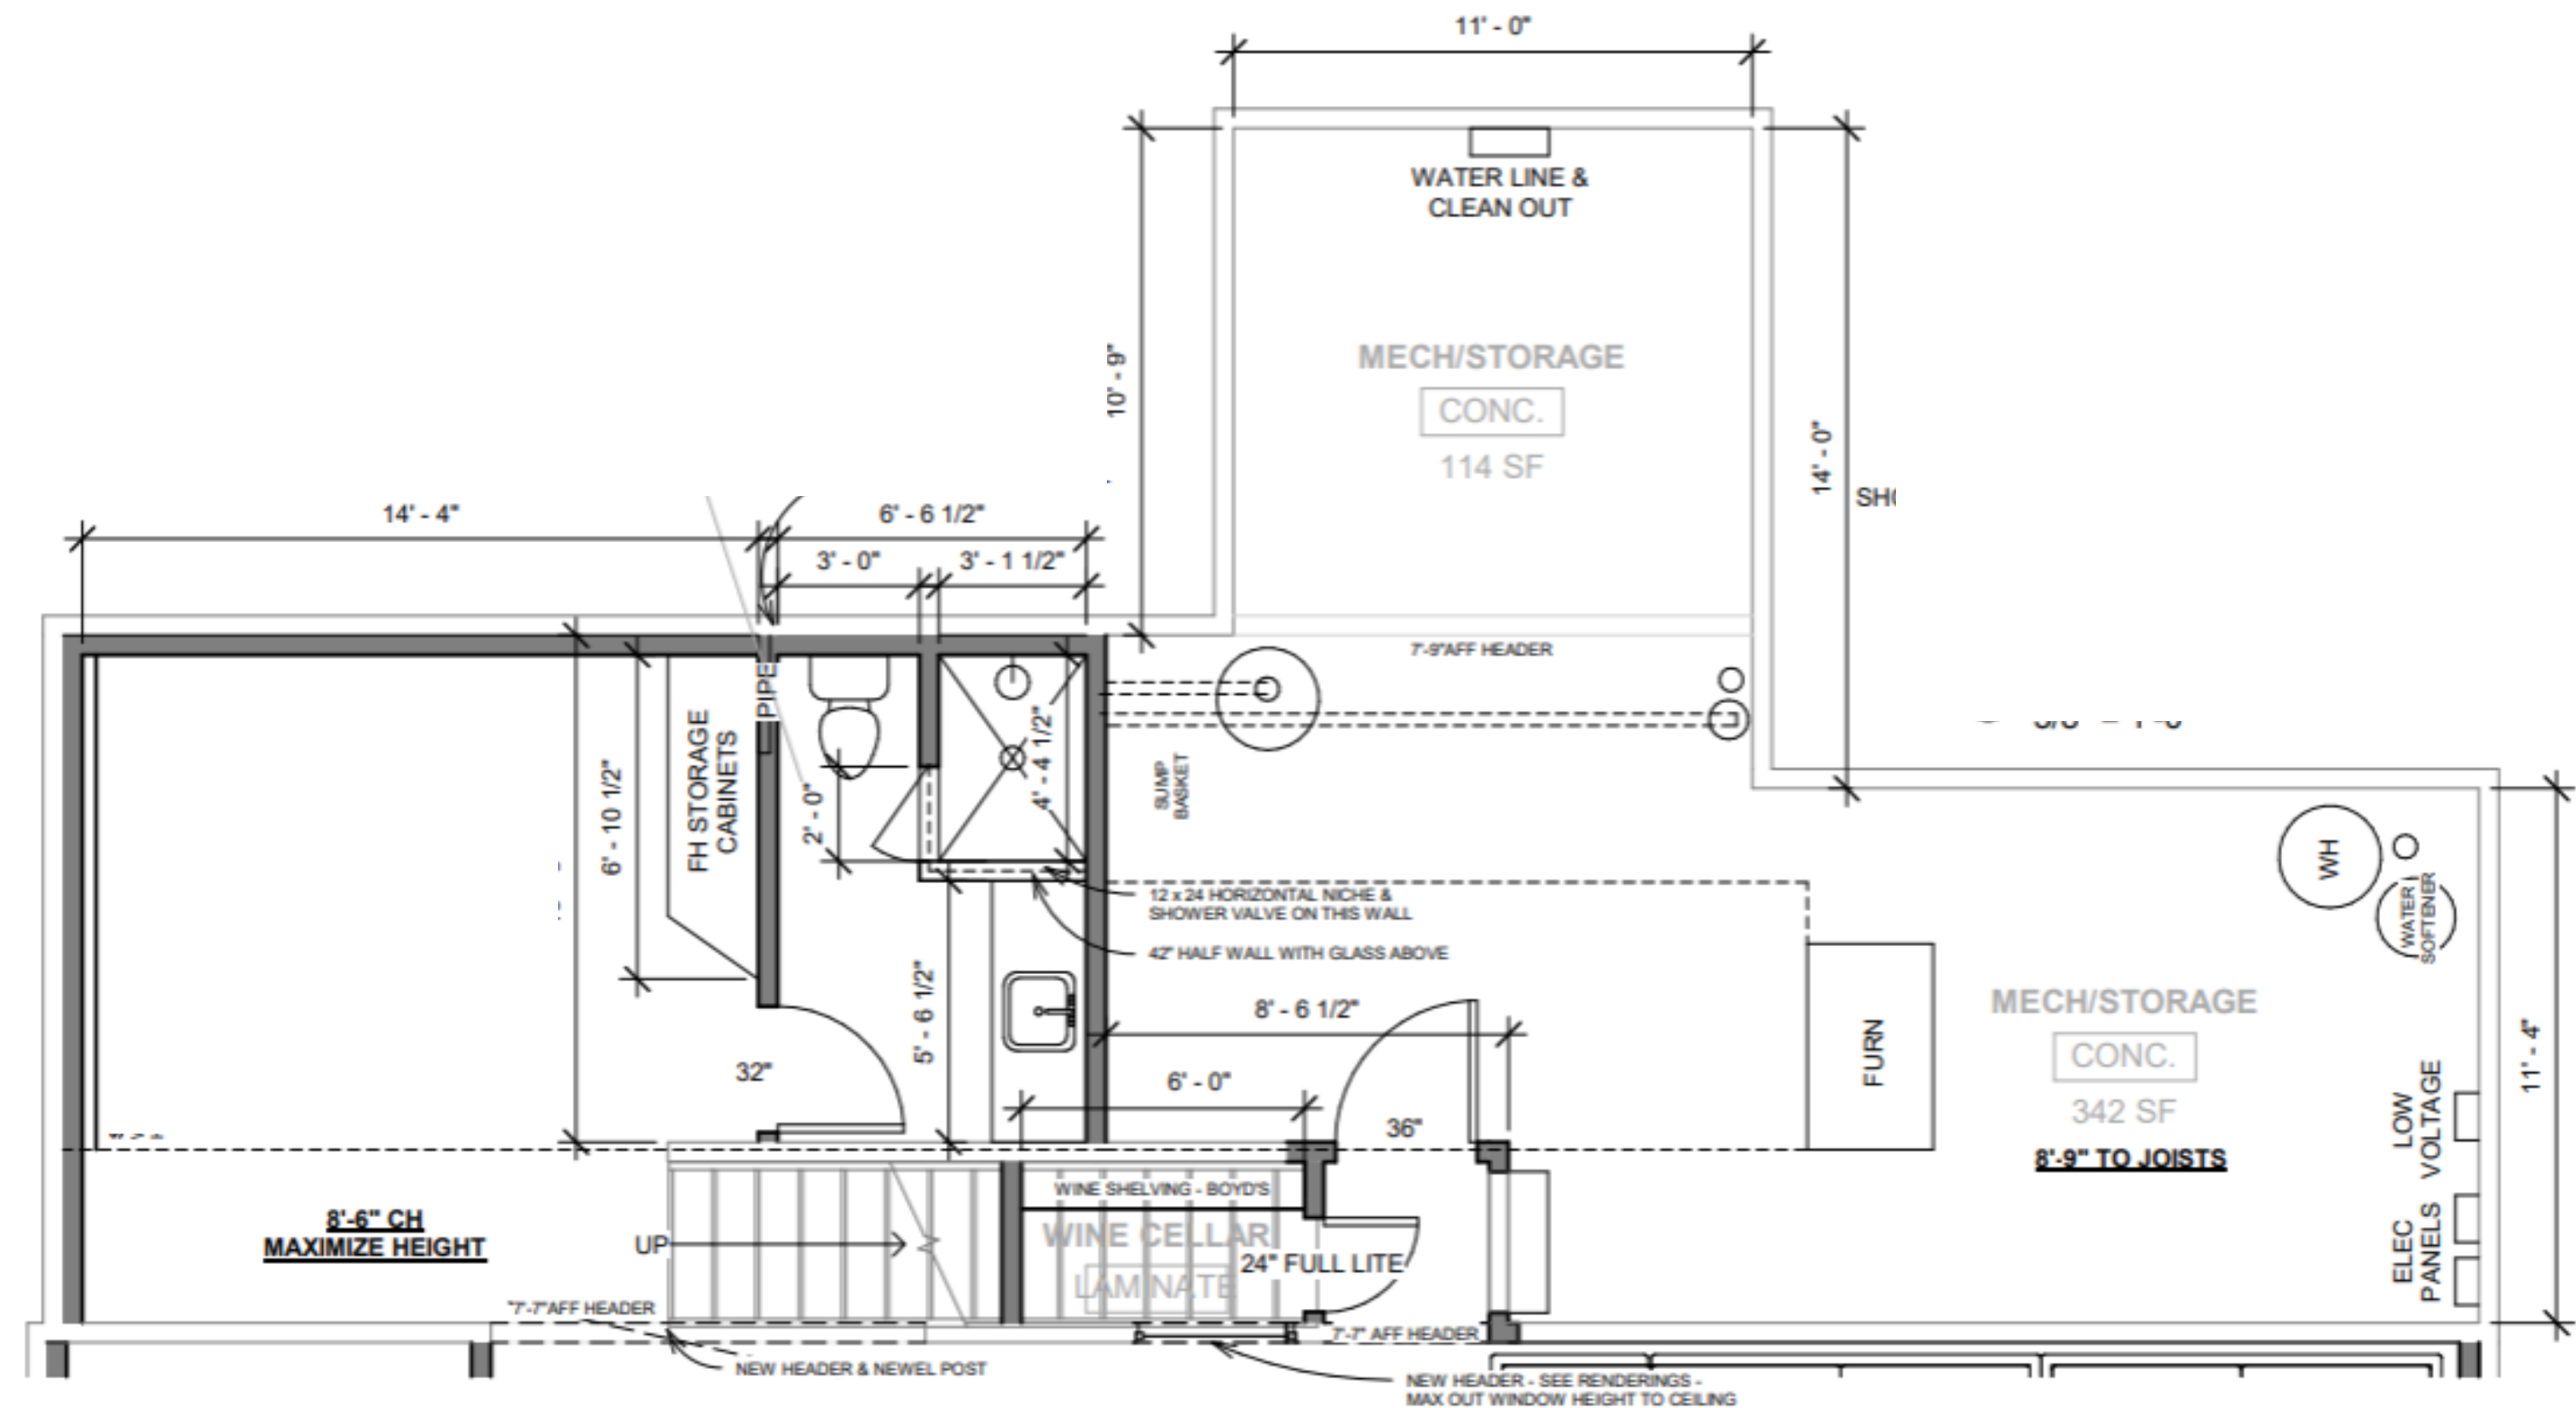 11' - 0"
WATER LINE &
CLEAN OUT
10' - 9"
MECH/STORAGE
CONC.
114 SF
14' - 0"
14' - 4"
6' - 6 1/2"
3' - 0"
3' - 1 1/2"
7'-9"AFF HEADER
PIPE
FH STORAGE
CABINETS
6' - 10 1/2"
2' - 0"
4' - 4 1/2"
SUMP
BASKET
12 x 24 HORIZONTAL NICHE &
SHOWER VALVE ON THIS WALL
42" HALF WALL WITH GLASS ABOVE
5' - 6 1/2"
8' - 6 1/2"
6' - 0"
32"
36"
FURN
WH
WATER
SOFTENER
MECH/STORAGE
CONC.
342 SF
8'-9" TO JOISTS
LOW
VOLTAGE
ELEC
PANELS
11' - 4"
8'-6" CH
MAXIMIZE HEIGHT
UP
WINE SHELVING - BOYD'S
WINE CELLAR
LAMINATE
24" FULL LITE
7'-7"AFF HEADER
7'-7" AFF HEADER
NEW HEADER & NEWEL POST
NEW HEADER - SEE RENDERINGS -
MAX OUT WINDOW HEIGHT TO CEILING